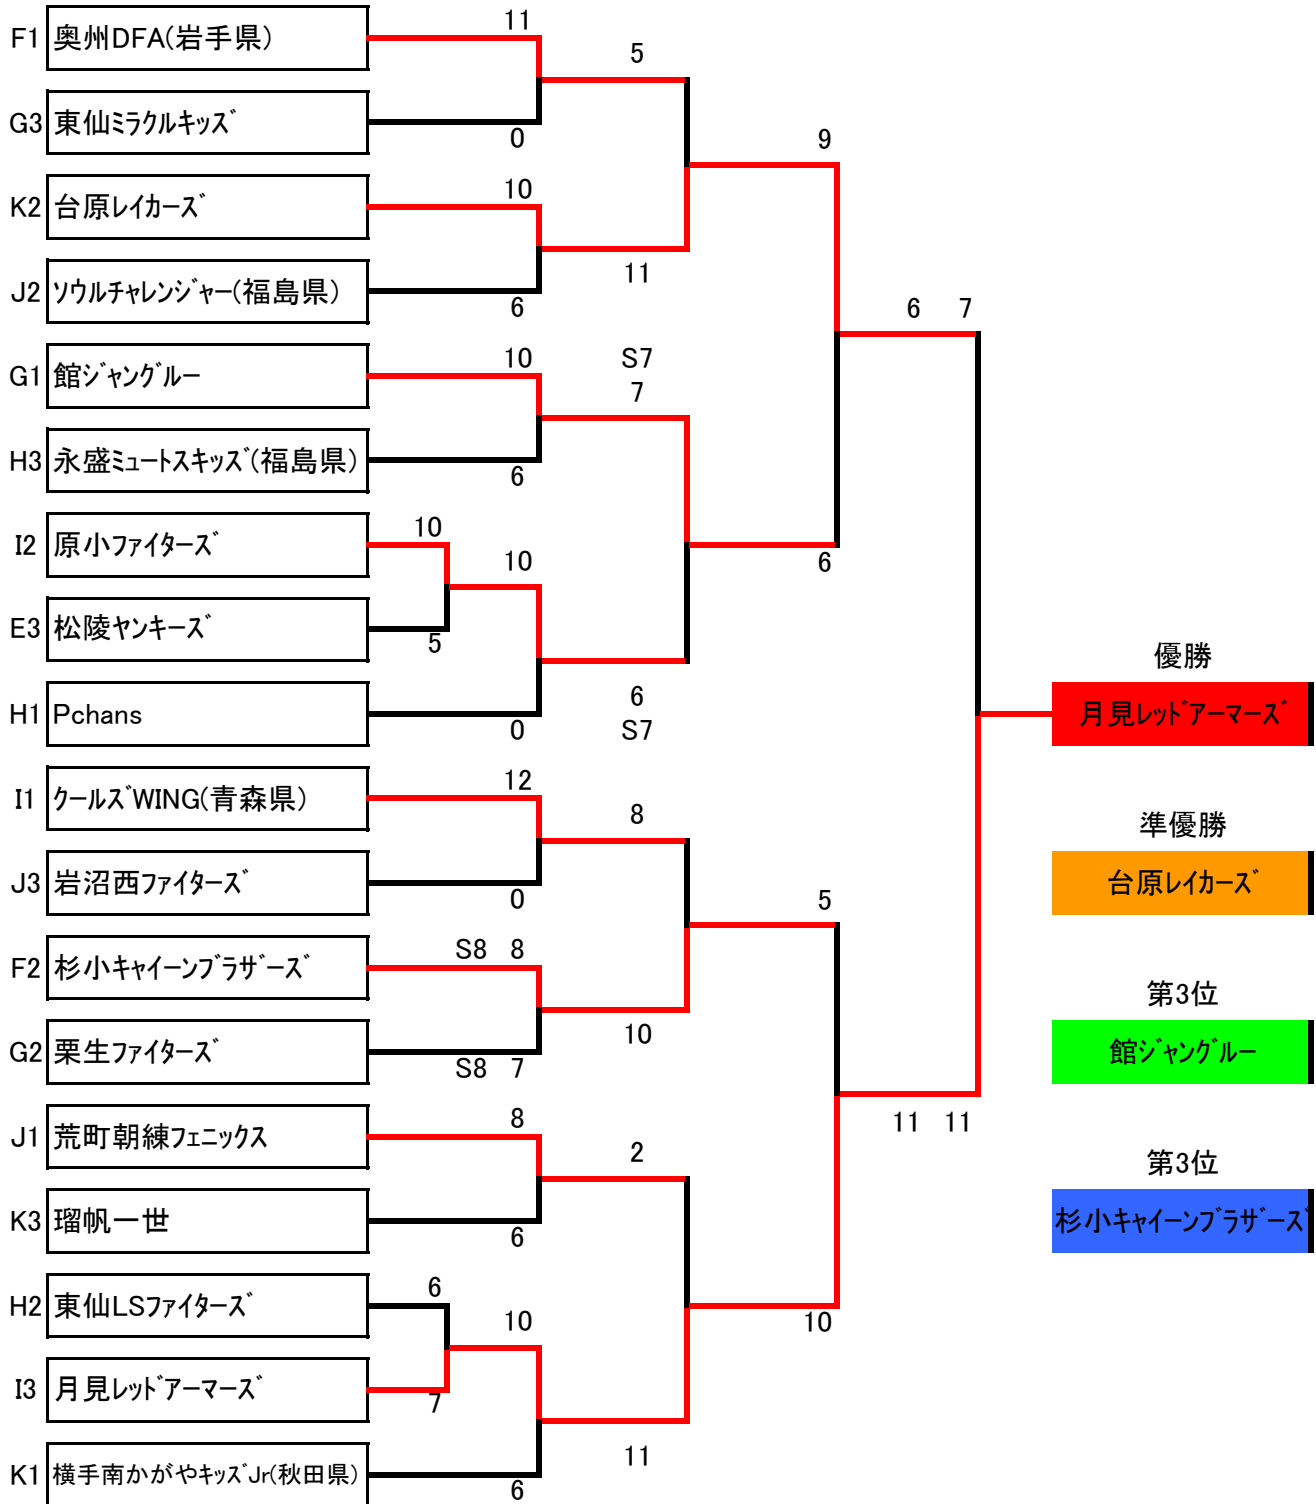 F1 奥州DFA(岩手県)
11
5
G3 東仙ﾐﾗｸﾙｷｯｽﾞ
0
9
K2 台原ﾚｲｶｰｽﾞ
10
J2 ｿｳﾙﾁｬﾚﾝｼﾞｬｰ(福島県)
6
11
6 7
G1 館ｼﾞｬﾝｸﾞﾙｰ
10
S7
7
H3 永盛ﾐｭｰﾄｽｷｯｽﾞ(福島県)
6
I2 原小ﾌｧｲﾀｰｽﾞ
10
10
6
E3 松陵ﾔﾝｷｰｽﾞ
5
H1 Pchans
0
6
S7
優勝
月見ﾚｯﾄﾞｱｰﾏｰｽﾞ
I1 ｸｰﾙｽﾞWING(青森県)
12
8
J3 岩沼西ﾌｧｲﾀｰｽﾞ
0
5
準優勝
台原ﾚｲｶｰｽﾞ
F2 杉小ｷｬｲｰﾝﾌﾞﾗｻﾞｰｽﾞ
S8 8
G2 栗生ﾌｧｲﾀｰｽﾞ
S8 7
10
第3位
館ｼﾞｬﾝｸﾞﾙｰ
J1 荒町朝練ﾌｪﾆｯｸｽ
8
2
11 11
K3 瑠帆一世
6
第3位
杉小ｷｬｲｰﾝﾌﾞﾗｻﾞｰｽﾞ
H2 東仙LSﾌｧｲﾀｰｽﾞ
6
10
10
I3 月見ﾚｯﾄﾞｱｰﾏｰｽﾞ
7
K1 横手南かがやｷｯｽﾞJr(秋田県)
6
11